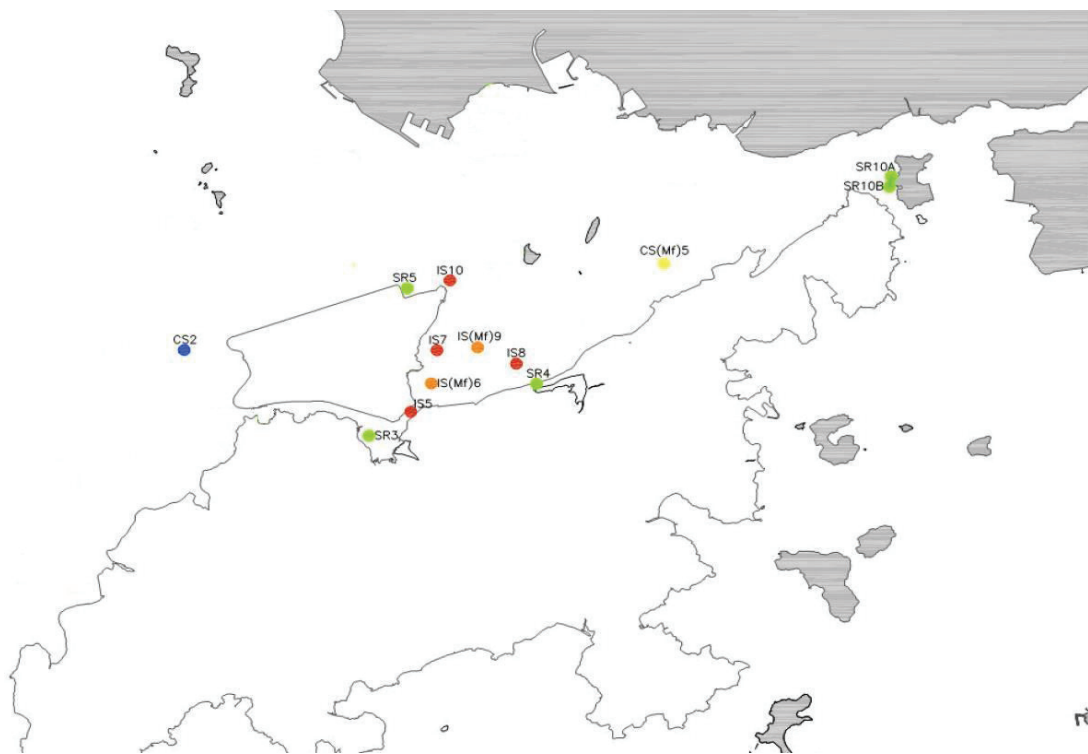 SR10A
SR10B
CS(Mf)5
IS10
SR5
CS2
IS7
IS(Mf)9
IS8
SR4
IS(Mf)6
IS5
SR3